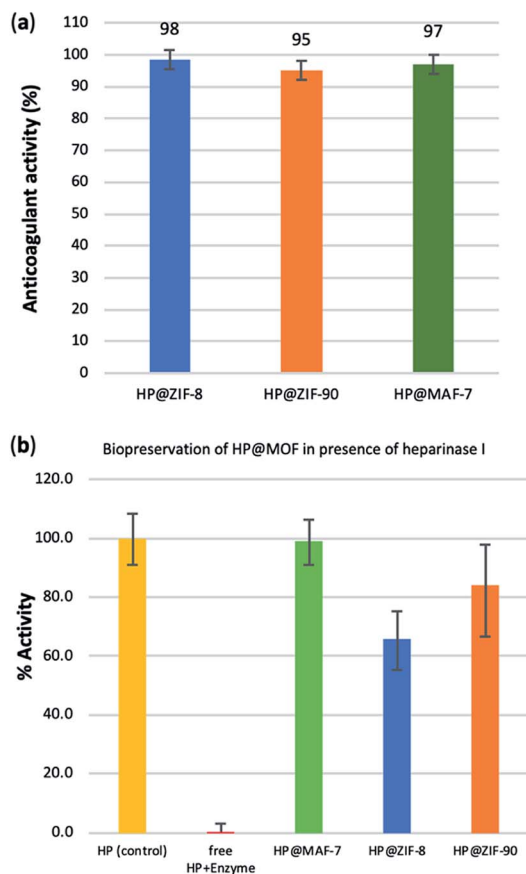 (a)
110
100
90
80
70
60
50
40
30
20
10
0
Anticoagulant activity (%)
98
95
97
HP@ZIF-8
HP@ZIF-90
HP@MAF-7
(b)
Biopreservation of HP@MOF in presence of heparinase I
120.0
100.0
80.0
60.0
40.0
20.0
0.0
% Activity
HP (control)
free
HP+Enzyme
HP@MAF-7
HP@ZIF-8
HP@ZIF-90